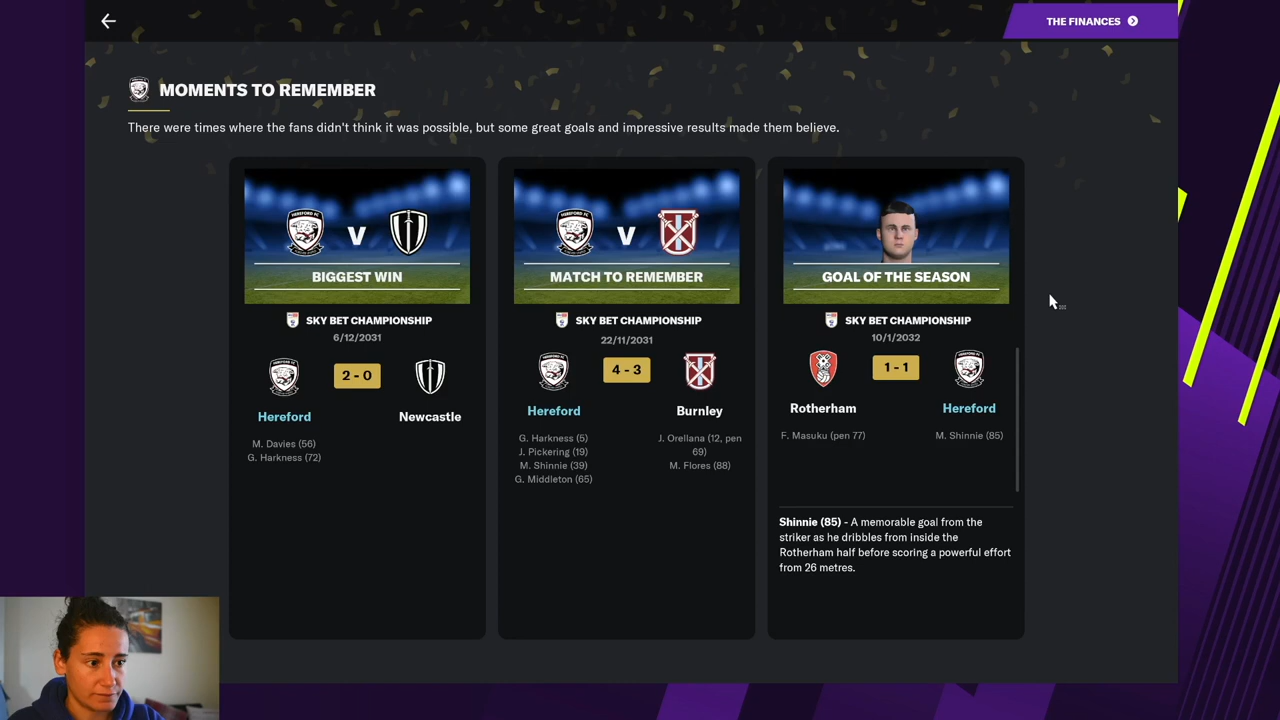 THE FINANCES
MOMENTS TO REMEMBER
There were times where the fans didn't think it was possible, but some great goals and impressive results made them believe.
HEREFORD FC
V
BIGGEST WIN
SKY BET CHAMPIONSHIP
6/12/2031
2 - 0
Hereford
Newcastle
M. Davies (56)
G. Harkness (72)
HEREFORD FC
V
MATCH TO REMEMBER
SKY BET CHAMPIONSHIP
22/11/2031
4 - 3
Hereford
Burnley
G. Harkness (5)
J. Pickering (19)
M. Shinnie (39)
G. Middleton (65)
J. Orellana (12, pen
69)
M. Flores (88)
GOAL OF THE SEASON
SKY BET CHAMPIONSHIP
10/1/2032
1 - 1
Rotherham
Hereford
F. Masuku (pen 77)
M. Shinnie (85)
Shinnie (85) - A memorable goal from the
striker as he dribbles from inside the
Rotherham half before scoring a powerful effort
from 26 metres.